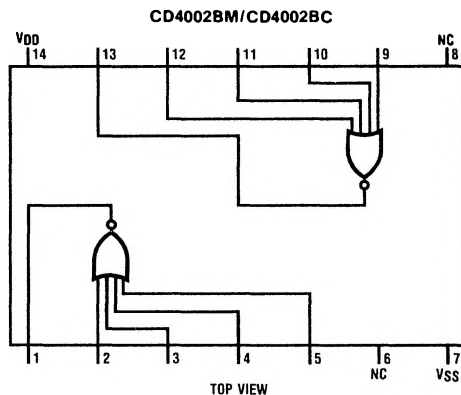 CD4002BM/CD4002BC
VDD NC
14 13 12 11 10 9 8
1 2 3 4 5 6 7
NC VSS
TOP VIEW